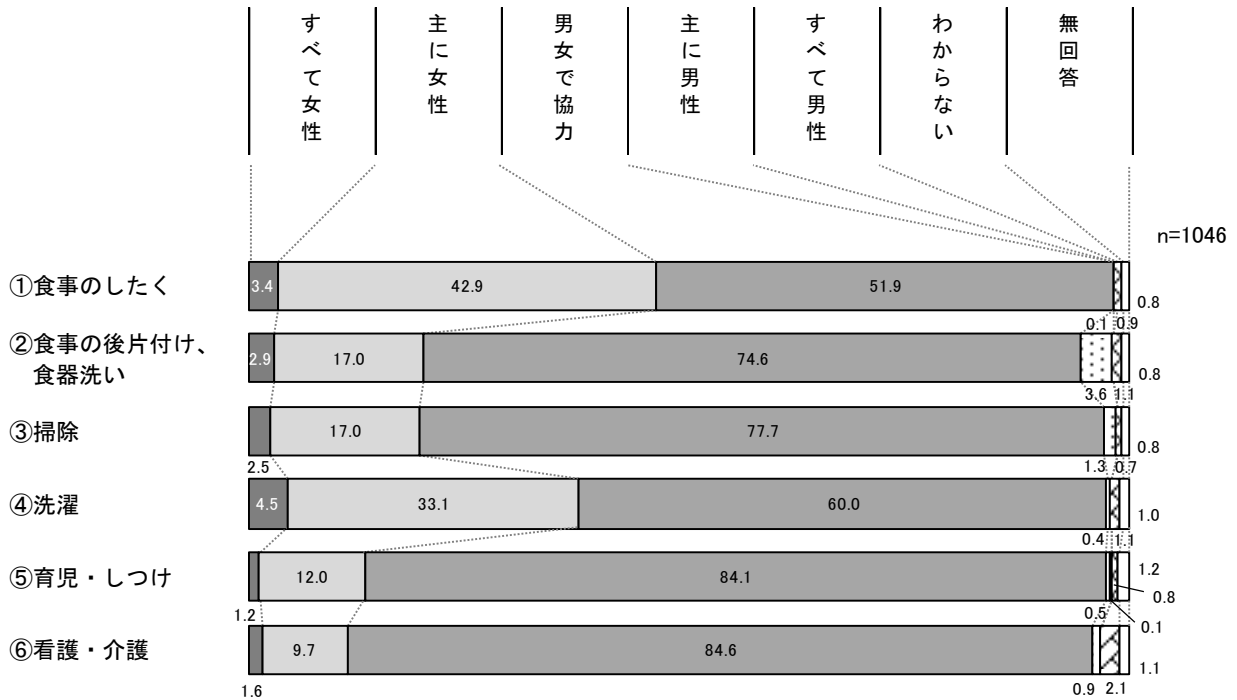 すべて女性
主に女性
男女で協力
主に男性
すべて男性
わからない
無回答
n=1046
①食事のしたく
3.4
42.9
51.9
0.8
0.1
0.9
②食事の後片付け、
食器洗い
2.9
17.0
74.6
0.8
3.6
1.1
③掃除
17.0
77.7
0.8
2.5
1.3
0.7
④洗濯
4.5
33.1
60.0
1.0
0.4
1.1
⑤育児・しつけ
12.0
84.1
1.2
0.8
1.2
0.5
0.1
⑥看護・介護
9.7
84.6
1.1
1.6
0.9
2.1